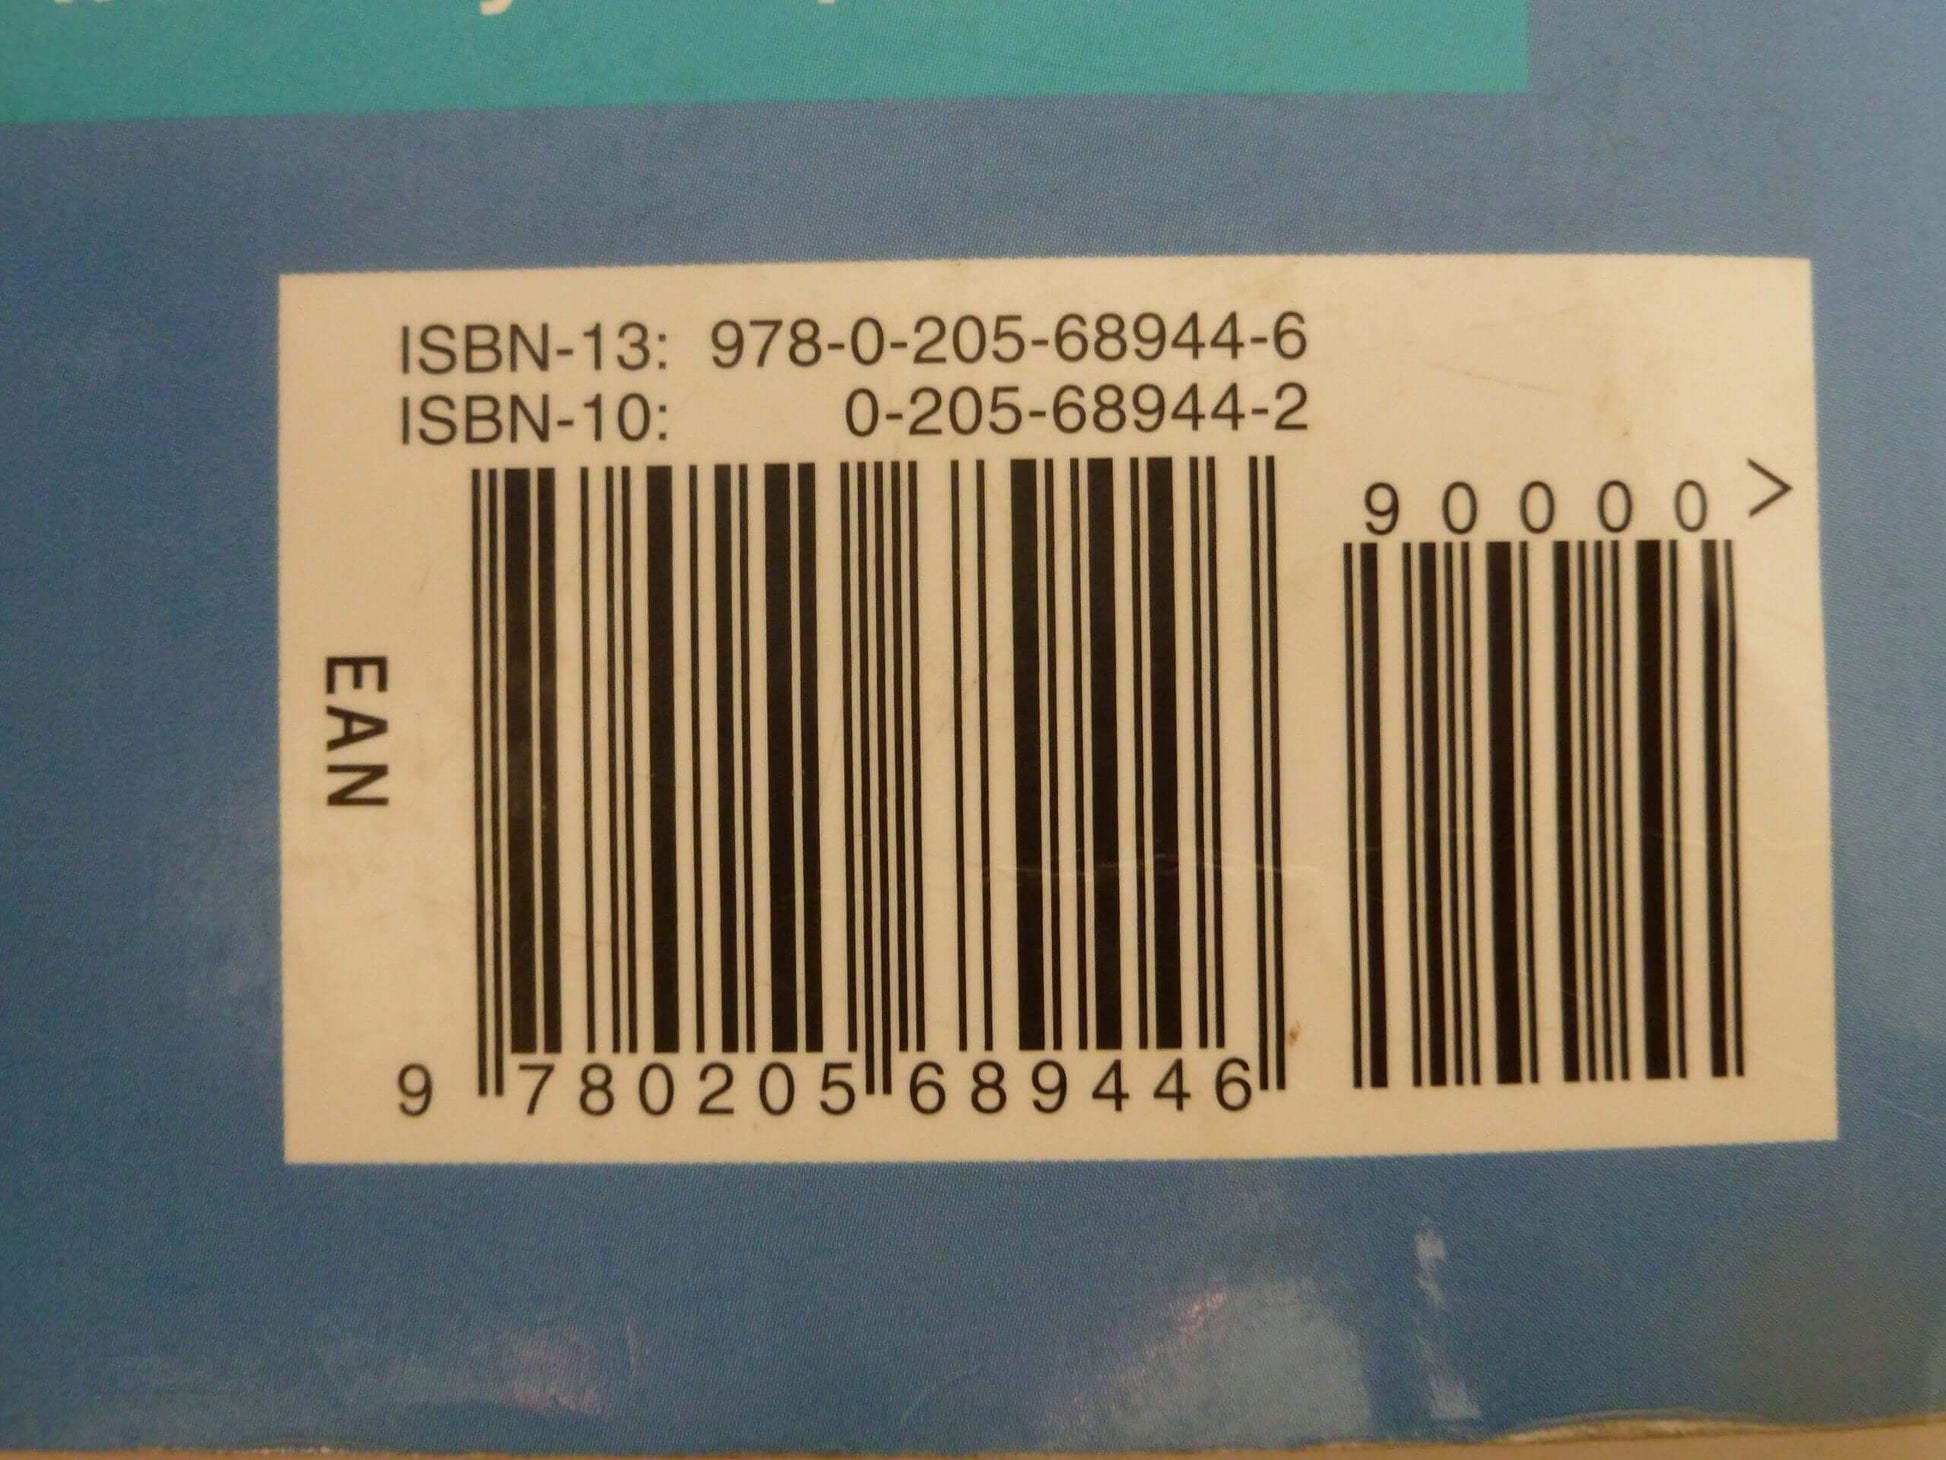 ISBN-13: 978-0-205-68944-6
ISBN-10: 0-205-68944-2
90000>
EAN
9 780205 689446